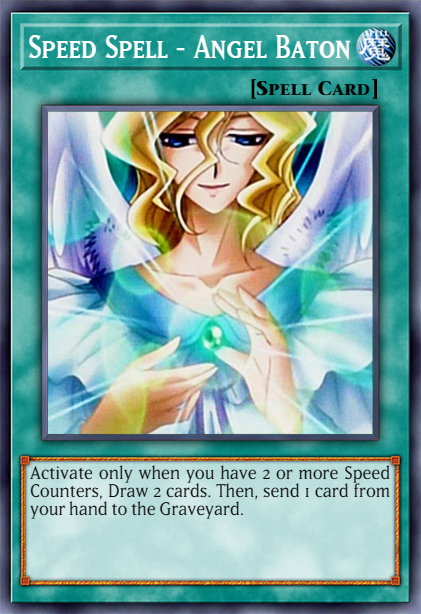 Speed Spell - Angel Baton 魔
[Spell Card]
Activate only when you have 2 or more Speed
Counters, Draw 2 cards. Then, send 1 card from
your hand to the Graveyard.